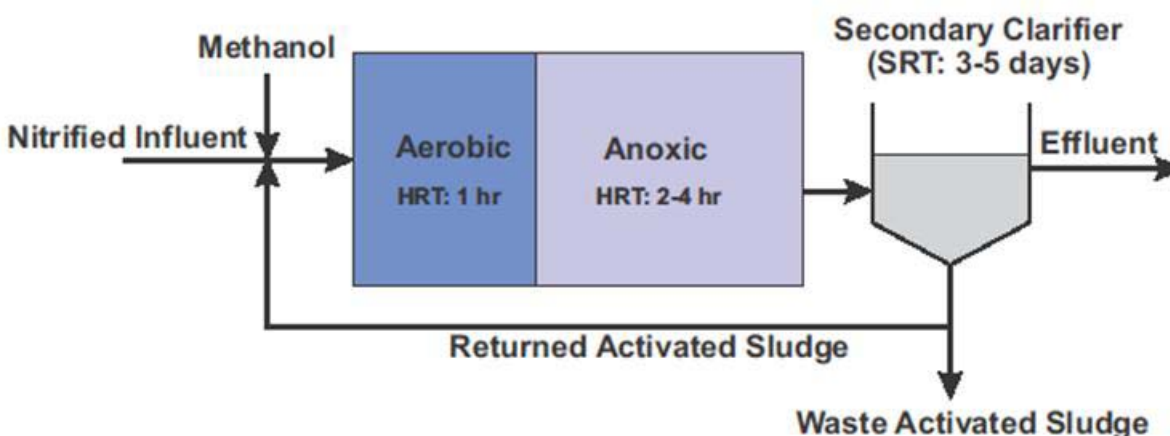 Methanol
Nitrified Influent
Aerobic
HRT: 1 hr
Anoxic
HRT: 2-4 hr
Secondary Clarifier
(SRT: 3-5 days)
Effluent
Returned Activated Sludge
Waste Activated Sludge